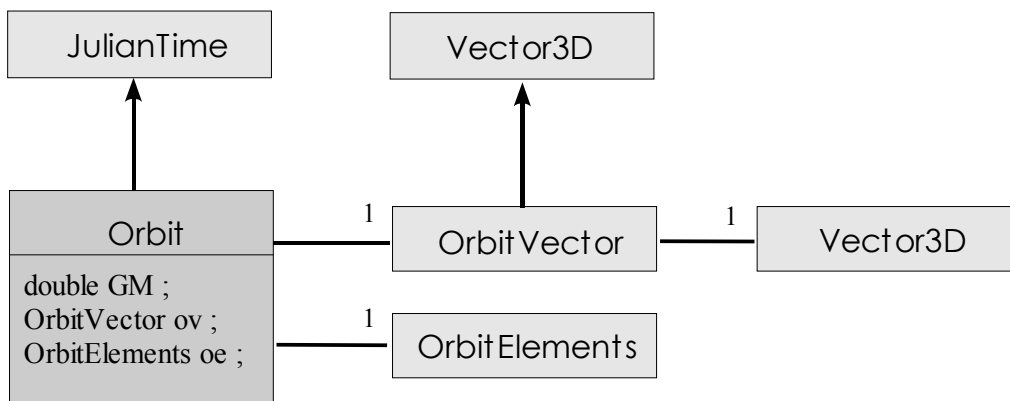 JulianTime
Vector3D
Orbit
double GM ;
OrbitVector ov ;
OrbitElements oe ;
1
OrbitVector
1
Vector3D
1
OrbitElements